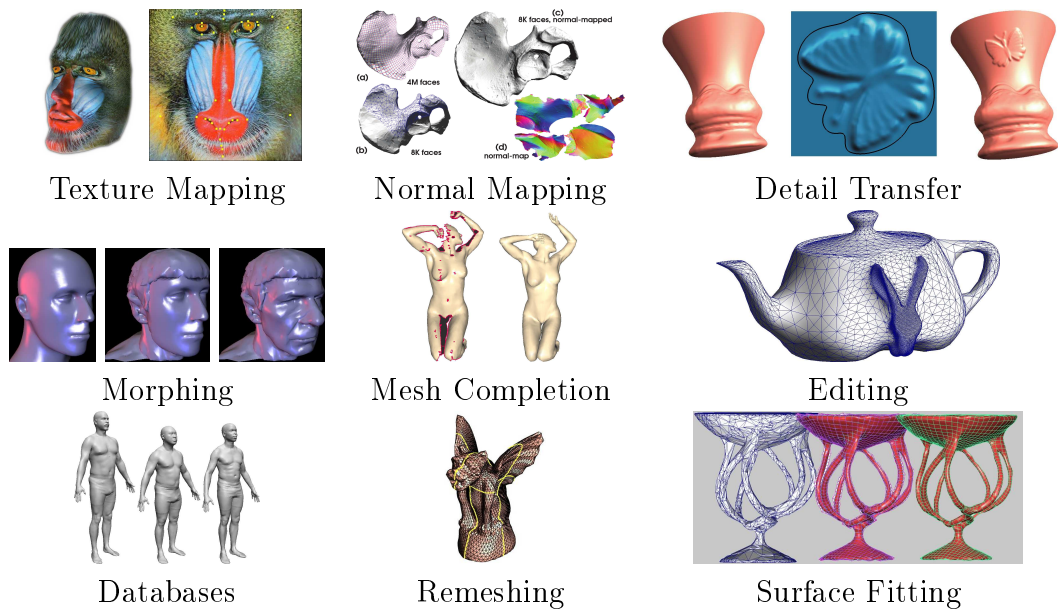 (c)
8K faces, normal-mapped
(a)
4M faces
(b)
8K faces
(d)
normal-map
Texture Mapping
Normal Mapping
Detail Transfer
Morphing
Mesh Completion
Editing
Databases
Remeshing
Surface Fitting